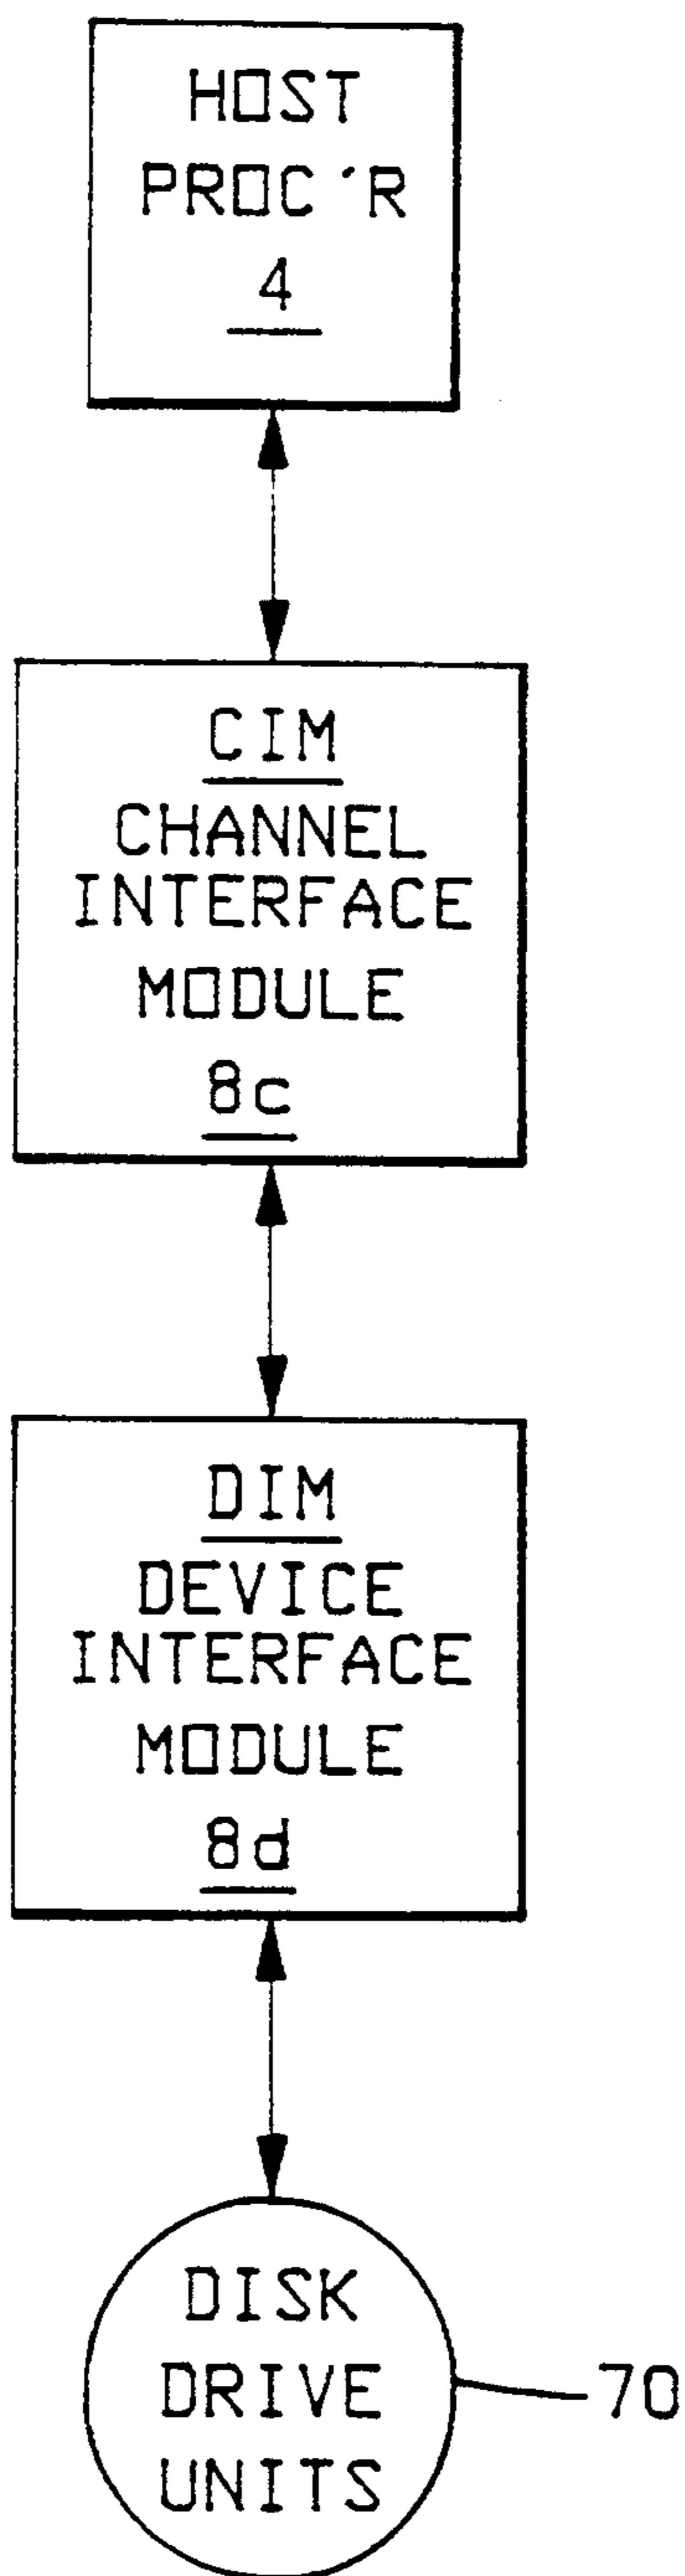 HOST
PROC'R
4
CIM
CHANNEL
INTERFACE
MODULE
8c
DIM
DEVICE
INTERFACE
MODULE
8d
DISK
DRIVE
UNITS
70